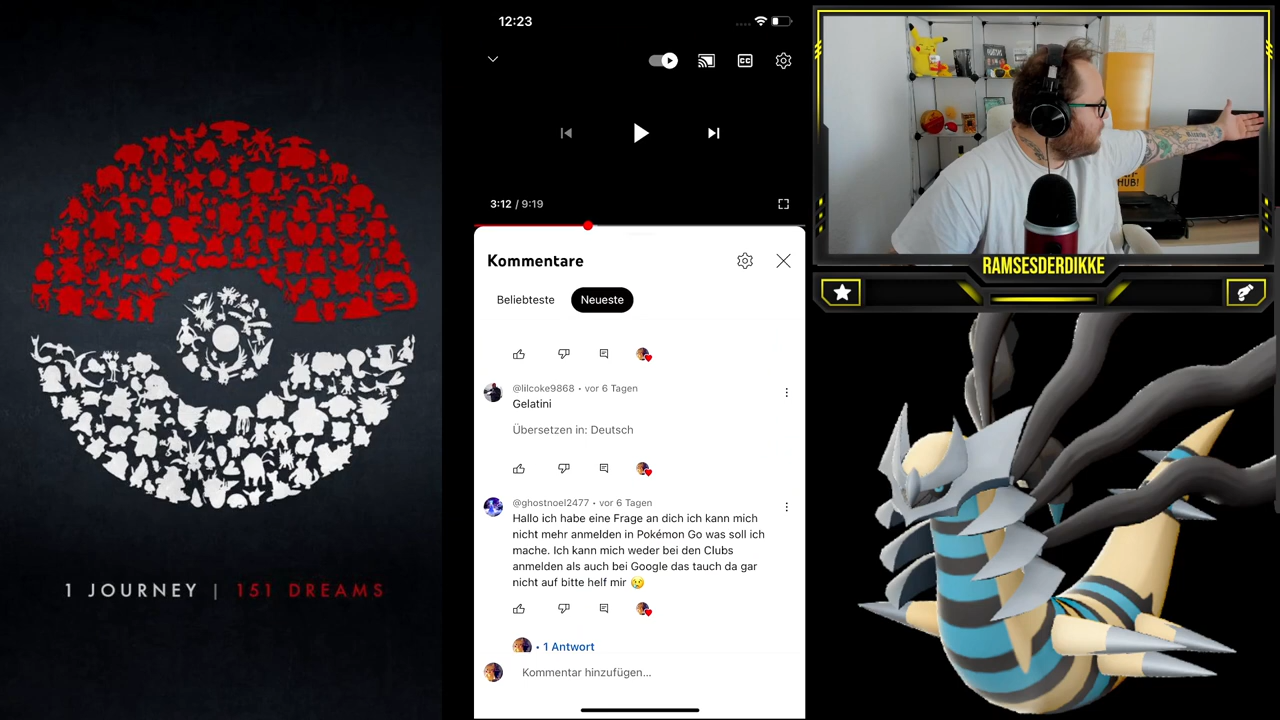 1 JOURNEY | 151 DREAMS
12:23
3:12 / 9:19
Kommentare
Beliebteste
Neueste
@lilcoke9868 • vor 6 Tagen
Gelatini
Übersetzen in: Deutsch
@ghostnoel2477 • vor 6 Tagen
Hallo ich habe eine Frage an dich ich kann mich
nicht mehr anmelden in Pokémon Go was soll ich
mache. Ich kann mich weder bei den Clubs
anmelden als auch bei Google das tauch da gar
nicht auf bitte helf mir 😢
• 1 Antwort
Kommentar hinzufügen...
CC
HUB!
RAMSESDERDIKKE